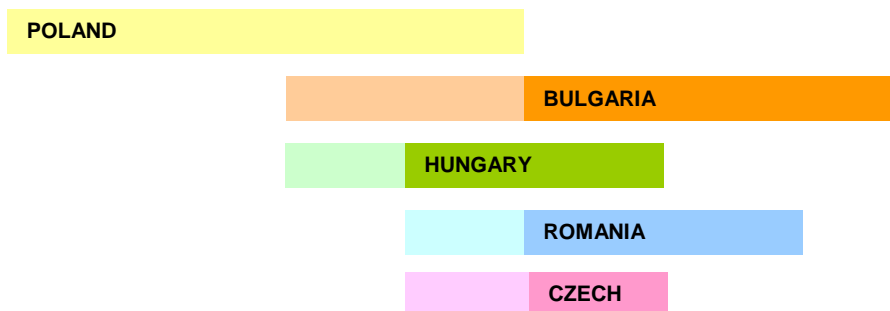 POLAND
BULGARIA
HUNGARY
ROMANIA
CZECH